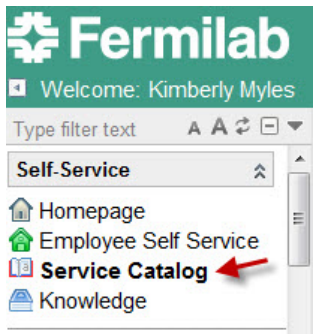 Fermilab
Welcome: Kimberly Myles
Type filter text A A
Self-Service
Homepage
Employee Self Service
Service Catalog
Knowledge